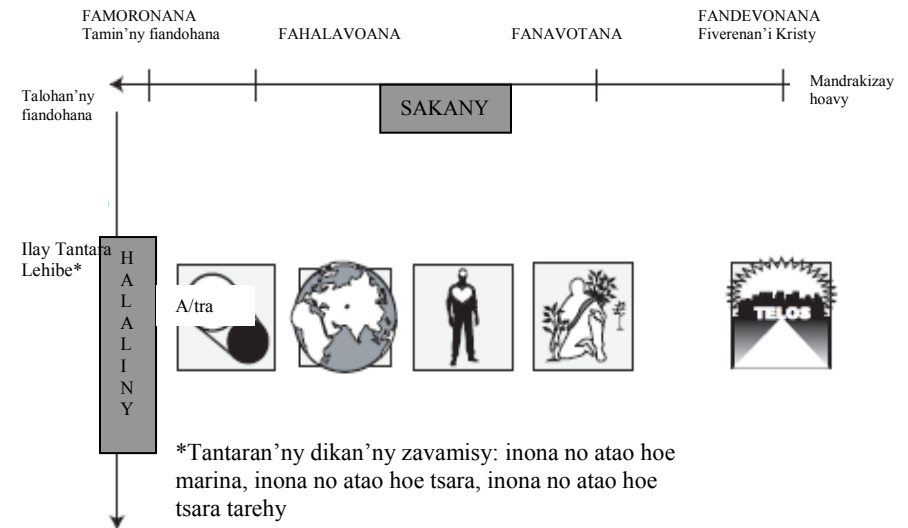 FAMORONANA
Tamin’ny fiandohana
FAHALAVOANA
FANAVOTANA
FANDEVONANA
Fiverenan’i Kristy
Talohan’ny
fiandohana
SAKANY
Mandrakizay
hoavy
Ilay Tantara
Lehibe*
H
A
L
A
L
I
N
Y
A/tra
TELOS
*Tantaran’ny dikan’ny zavamisy: inona no atao hoe
marina, inona no atao hoe tsara, inona no atao hoe
tsara tarehy